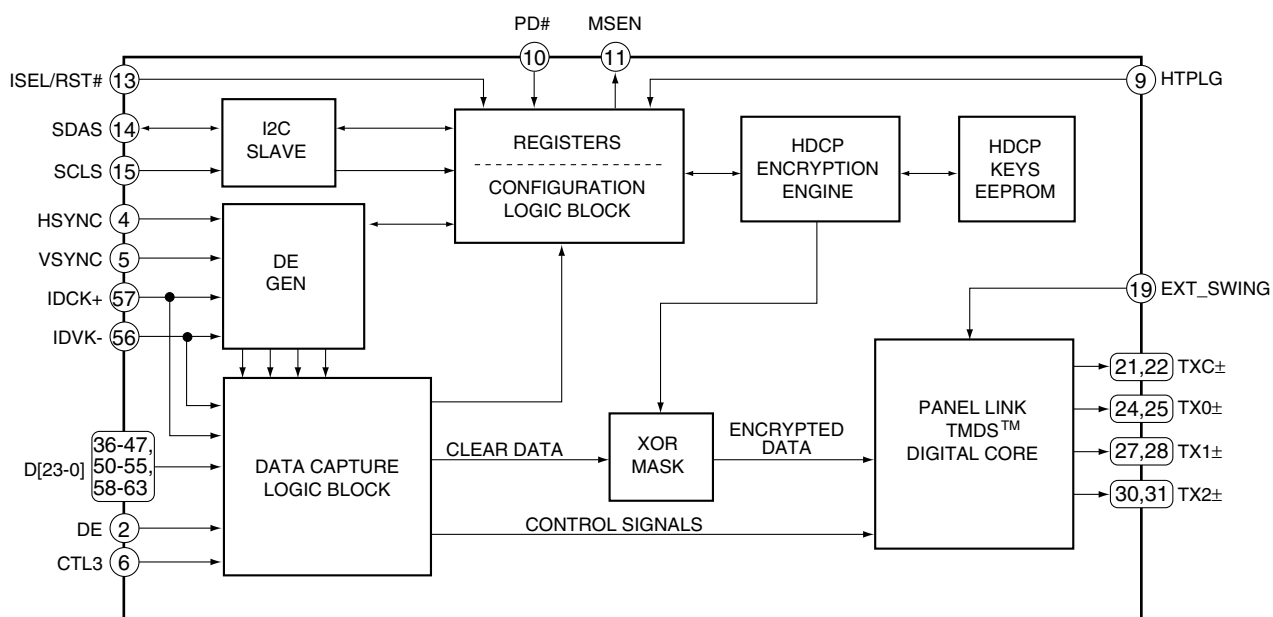 PD# MSEN
10 11
ISEL/RST# 13
9 HTPLG
SDAS 14
SCLS 15
I2C
SLAVE
REGISTERS
CONFIGURATION
LOGIC BLOCK
HDCP
ENCRYPTION
ENGINE
HDCP
KEYS
EEPROM
HSYNC 4
VSYNC 5
IDCK+ 57
IDVK- 56
DE
GEN
19 EXT_SWING
D[23-0]
36-47,
50-55,
58-63
DE 2
CTL3 6
DATA CAPTURE
LOGIC BLOCK
CLEAR DATA
XOR
MASK
ENCRYPTED
DATA
CONTROL SIGNALS
PANEL LINK
TMDS™
DIGITAL CORE
21,22 TXC±
24,25 TX0±
27,28 TX1±
30,31 TX2±